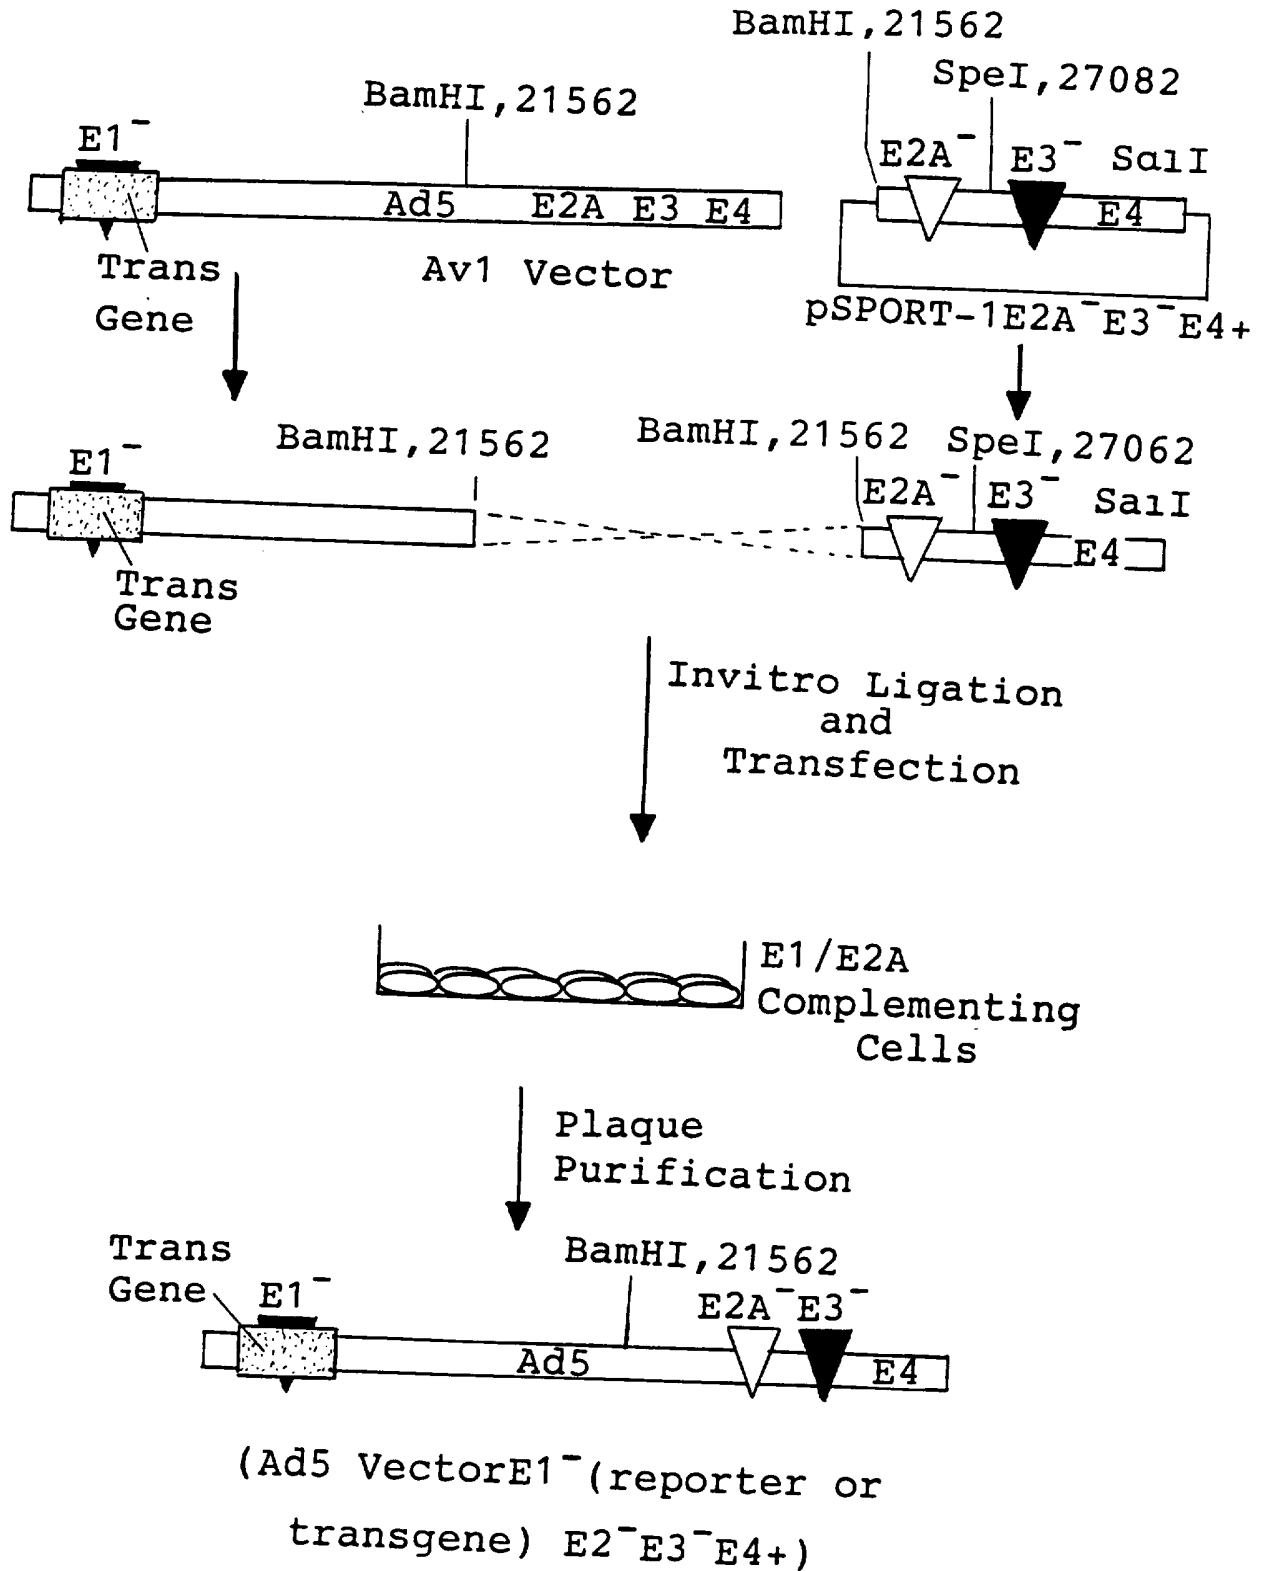 BamHI,21562
SpeI,27082
BamHI,21562
E1⁻
E2A⁻
E3⁻ SalI
Ad5 E2A E3 E4
E4
Trans
Gene
Av1 Vector
pSPORT-1E2A⁻E3⁻E4+
BamHI,21562
BamHI,21562
SpeI,27062
E1⁻
E2A⁻
E3⁻
SalI
E4
Trans
Gene
Invitro Ligation
and
Transfection
E1/E2A
Complementing
Cells
Plaque
Purification
Trans
Gene
E1⁻
BamHI,21562
E2A⁻E3⁻
Ad5
E4
(Ad5 VectorE1⁻(reporter or
transgene) E2⁻E3⁻E4+)